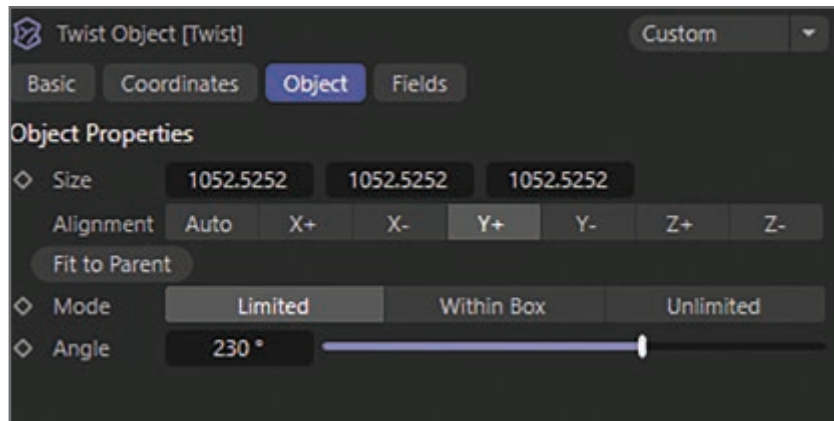 Twist Object [Twist] Custom
Basic Coordinates Object Fields
Object Properties
Size 1052.5252 1052.5252 1052.5252
Alignment Auto X+ X- Y+ Y- Z+ Z-
Fit to Parent
Mode Limited Within Box Unlimited
Angle 230 °